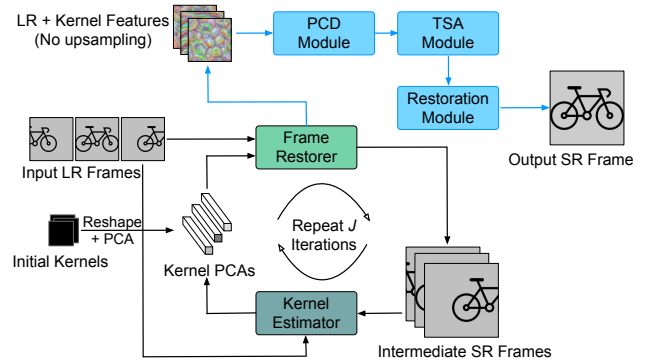 LR + Kernel Features
(No upsampling)
PCD
Module
TSA
Module
Restoration
Module
Output SR Frame
Input LR Frames
Frame
Restorer
Reshape
+ PCA
Initial Kernels
Kernel PCAs
Repeat J
Iterations
Kernel
Estimator
Intermediate SR Frames